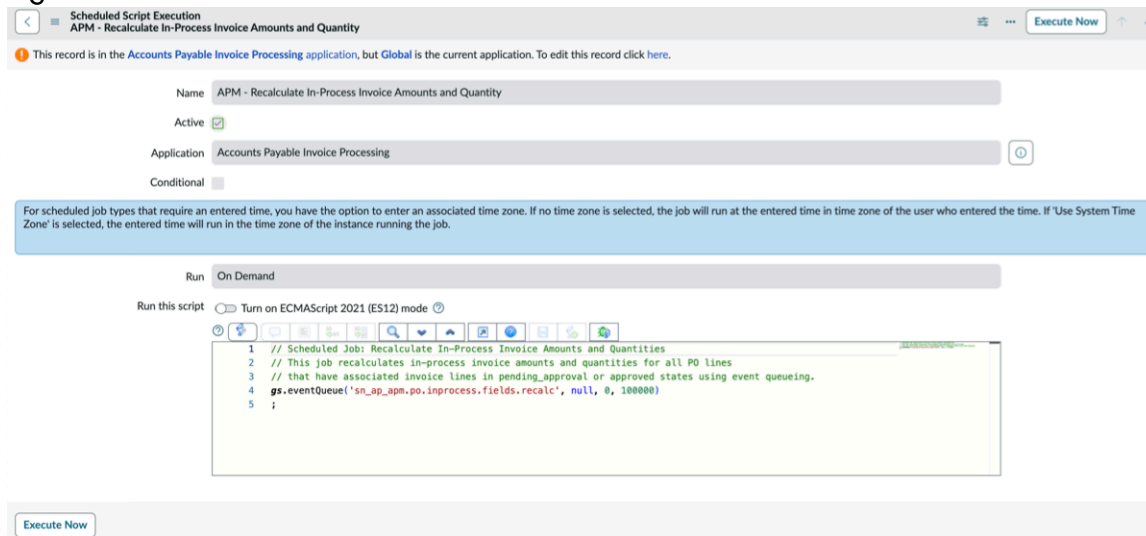 Scheduled Script Execution
APM - Recalculate In-Process Invoice Amounts and Quantity
Execute Now
This record is in the Accounts Payable Invoice Processing application, but Global is the current application. To edit this record click here.
Name APM - Recalculate In-Process Invoice Amounts and Quantity
Active
Application Accounts Payable Invoice Processing
Conditional
For scheduled job types that require an entered time, you have the option to enter an associated time zone. If no time zone is selected, the job will run at the entered time in time zone of the user who entered the time. If 'Use System Time
Zone' is selected, the entered time will run in the time zone of the instance running the job.
Run On Demand
Run this script Turn on ECMAScript 2021 (ES12) mode
1 // Scheduled Job: Recalculate In-Process Invoice Amounts and Quantities
2 // This job recalculates in-process invoice amounts and quantities for all PO lines
3 // that have associated invoice lines in pending_approval or approved states using event queueing.
4 gs.eventQueue('sn_ap_apm.po.inprocess.fields.recalc', null, 0, 100000)
5 ;
Execute Now